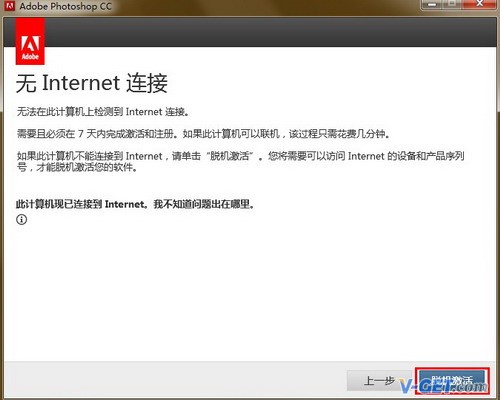 Adobe Photoshop CC
Adobe
无 Internet 连接
无法在此计算机上检测到 Internet 连接。
需要且必须在 7 天内完成激活和注册。如果此计算机可以联机，该过程只需花费几分钟。
如果此计算机不能连接到 Internet，请单击“脱机激活”。您将需要可以访问 Internet 的设备和产品序列
号，才能脱机激活您的软件。
此计算机现已连接到 Internet。我不知道问题出在哪里。
上一步
脱机激活
V-GET.com